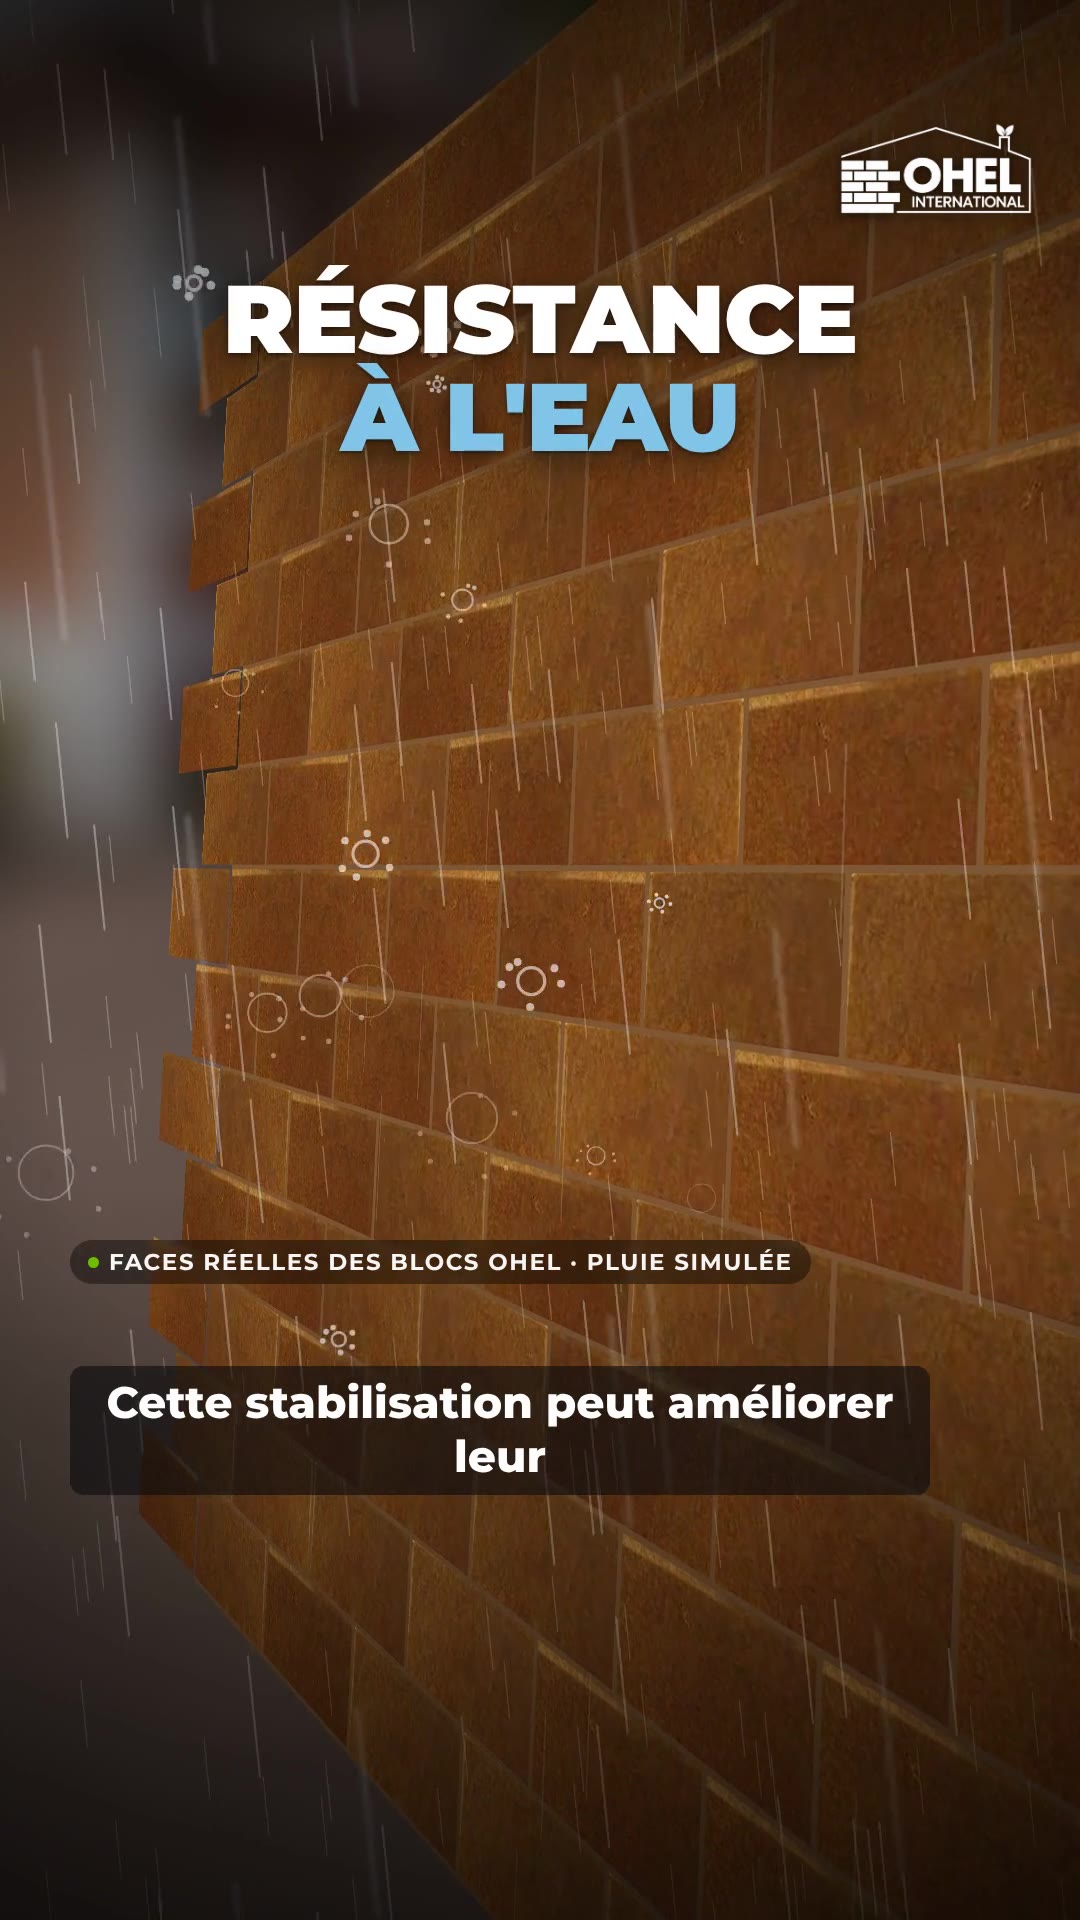 OHEL
INTERNATIONAL
RÉSISTANCE
À L'EAU
FACES RÉELLES DES BLOCS OHEL · PLUIE SIMULÉE
Cette stabilisation peut améliorer
leur